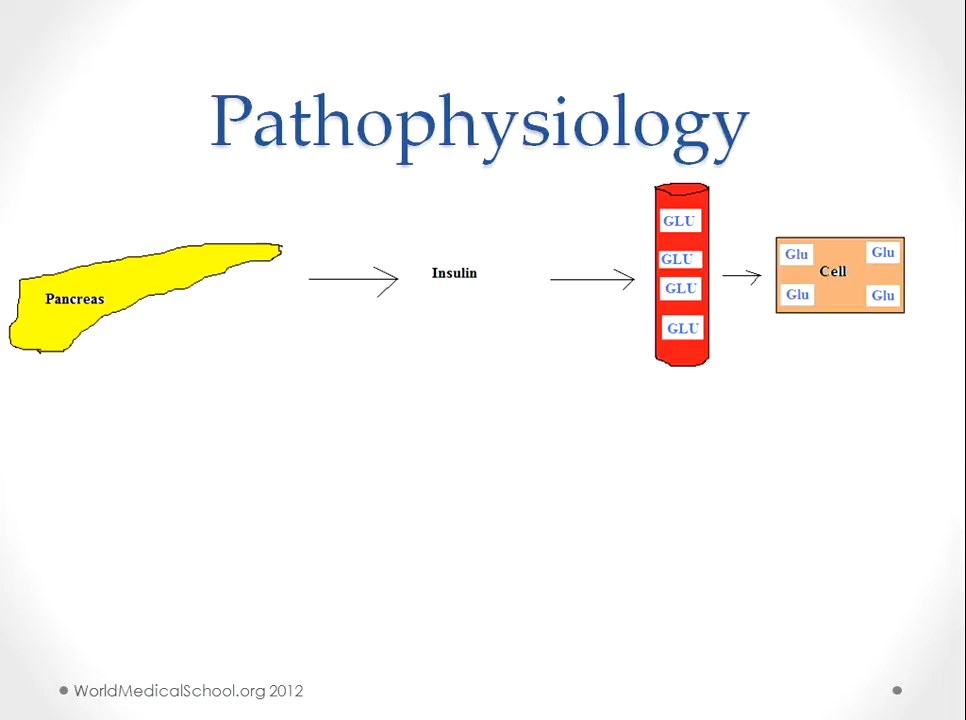 Pathophysiology
Pancreas
Insulin
GLU
GLU
GLU
GLU
Glu
Glu
Cell
Glu
Glu
WorldMedicalSchool.org 2012